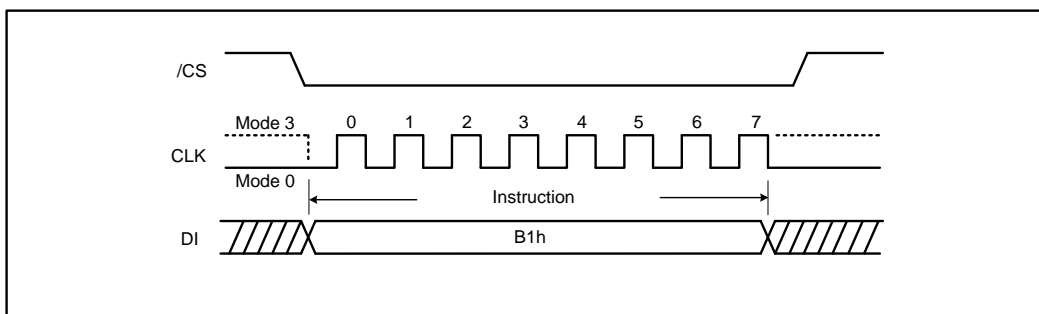 /CS
Mode 3
0 1 2 3 4 5 6 7
CLK
Mode 0
Instruction
DI
B1h